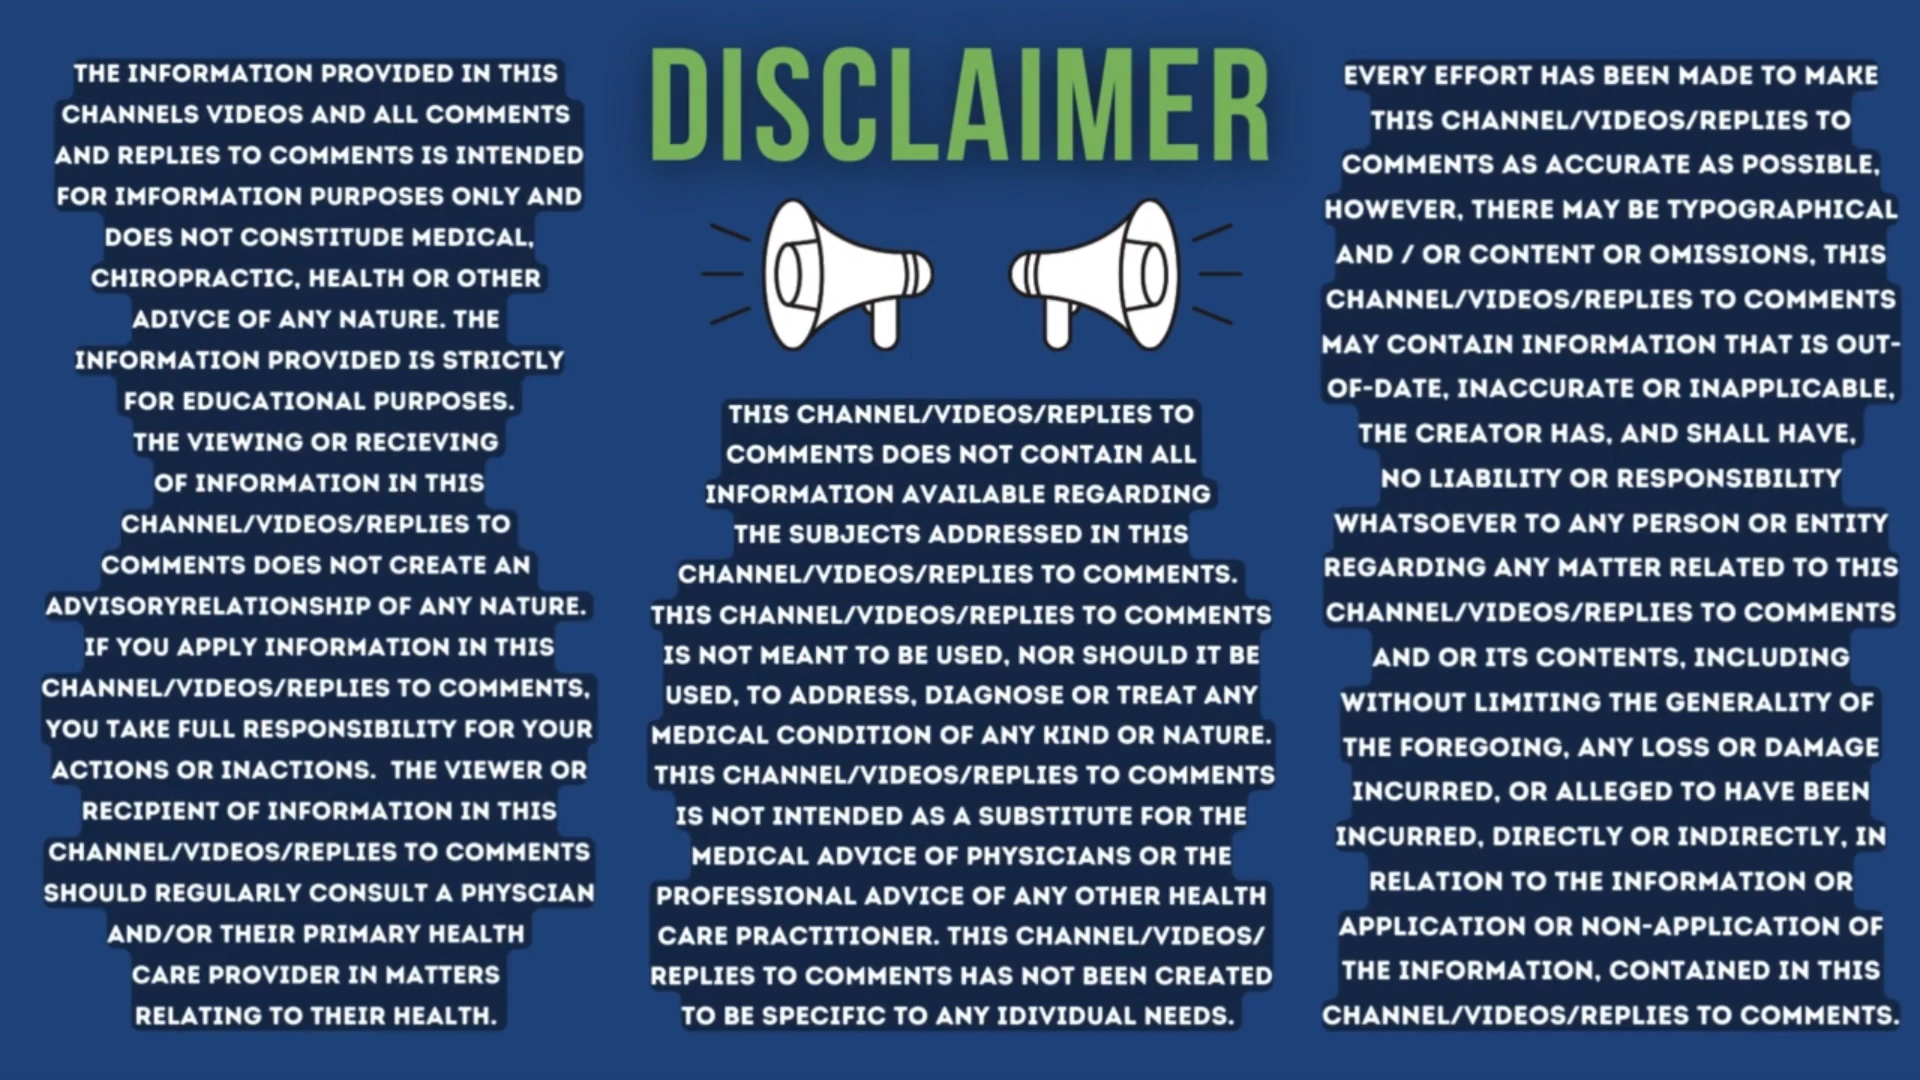 DISCLAIMER
THE INFORMATION PROVIDED IN THIS
CHANNELS VIDEOS AND ALL COMMENTS
AND REPLIES TO COMMENTS IS INTENDED
FOR IMFORMATION PURPOSES ONLY AND
DOES NOT CONSTITUDE MEDICAL,
CHIROPRACTIC, HEALTH OR OTHER
ADIVCE OF ANY NATURE. THE
INFORMATION PROVIDED IS STRICTLY
FOR EDUCATIONAL PURPOSES.
THE VIEWING OR RECIEVING
OF INFORMATION IN THIS
CHANNEL/VIDEOS/REPLIES TO
COMMENTS DOES NOT CREATE AN
ADVISORYRELATIONSHIP OF ANY NATURE.
IF YOU APPLY INFORMATION IN THIS
CHANNEL/VIDEOS/REPLIES TO COMMENTS,
YOU TAKE FULL RESPONSIBILITY FOR YOUR
ACTIONS OR INACTIONS. THE VIEWER OR
RECIPIENT OF INFORMATION IN THIS
CHANNEL/VIDEOS/REPLIES TO COMMENTS
SHOULD REGULARLY CONSULT A PHYSCIAN
AND/OR THEIR PRIMARY HEALTH
CARE PROVIDER IN MATTERS
RELATING TO THEIR HEALTH.
THIS CHANNEL/VIDEOS/REPLIES TO
COMMENTS DOES NOT CONTAIN ALL
INFORMATION AVAILABLE REGARDING
THE SUBJECTS ADDRESSED IN THIS
CHANNEL/VIDEOS/REPLIES TO COMMENTS.
THIS CHANNEL/VIDEOS/REPLIES TO COMMENTS
IS NOT MEANT TO BE USED, NOR SHOULD IT BE
USED, TO ADDRESS, DIAGNOSE OR TREAT ANY
MEDICAL CONDITION OF ANY KIND OR NATURE.
THIS CHANNEL/VIDEOS/REPLIES TO COMMENTS
IS NOT INTENDED AS A SUBSTITUTE FOR THE
MEDICAL ADVICE OF PHYSICIANS OR THE
PROFESSIONAL ADVICE OF ANY OTHER HEALTH
CARE PRACTITIONER. THIS CHANNEL/VIDEOS/
REPLIES TO COMMENTS HAS NOT BEEN CREATED
TO BE SPECIFIC TO ANY IDIVIDUAL NEEDS.
EVERY EFFORT HAS BEEN MADE TO MAKE
THIS CHANNEL/VIDEOS/REPLIES TO
COMMENTS AS ACCURATE AS POSSIBLE,
HOWEVER, THERE MAY BE TYPOGRAPHICAL
AND / OR CONTENT OR OMISSIONS, THIS
CHANNEL/VIDEOS/REPLIES TO COMMENTS
MAY CONTAIN INFORMATION THAT IS OUT-
OF-DATE, INACCURATE OR INAPPLICABLE,
THE CREATOR HAS, AND SHALL HAVE,
NO LIABILITY OR RESPONSIBILITY
WHATSOEVER TO ANY PERSON OR ENTITY
REGARDING ANY MATTER RELATED TO THIS
CHANNEL/VIDEOS/REPLIES TO COMMENTS
AND OR ITS CONTENTS, INCLUDING
WITHOUT LIMITING THE GENERALITY OF
THE FOREGOING, ANY LOSS OR DAMAGE
INCURRED, OR ALLEGED TO HAVE BEEN
INCURRED, DIRECTLY OR INDIRECTLY, IN
RELATION TO THE INFORMATION OR
APPLICATION OR NON-APPLICATION OF
THE INFORMATION, CONTAINED IN THIS
CHANNEL/VIDEOS/REPLIES TO COMMENTS.